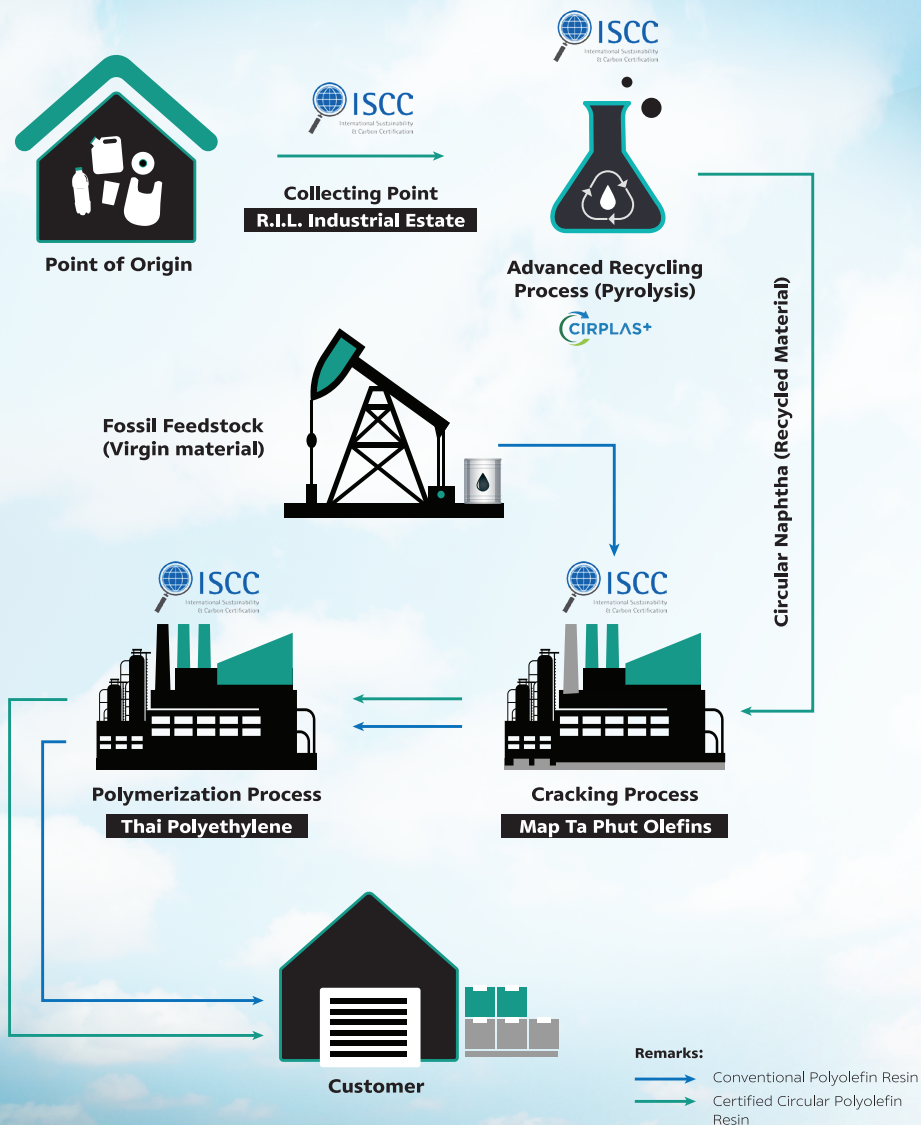 ISCC
International Sustainability
& Carbon Certification
ISCC
International Sustainability
& Carbon Certification
Collecting Point
R.I.L. Industrial Estate
Point of Origin
Advanced Recycling
Process (Pyrolysis)
CIRPLAS+
Circular Naphtha (Recycled Material)
Fossil Feedstock
(Virgin material)
ISCC
International Sustainability
& Carbon Certification
ISCC
International Sustainability
& Carbon Certification
Polymerization Process
Thai Polyethylene
Cracking Process
Map Ta Phut Olefins
Customer
Remarks:
Conventional Polyolefin Resin
Certified Circular Polyolefin
Resin